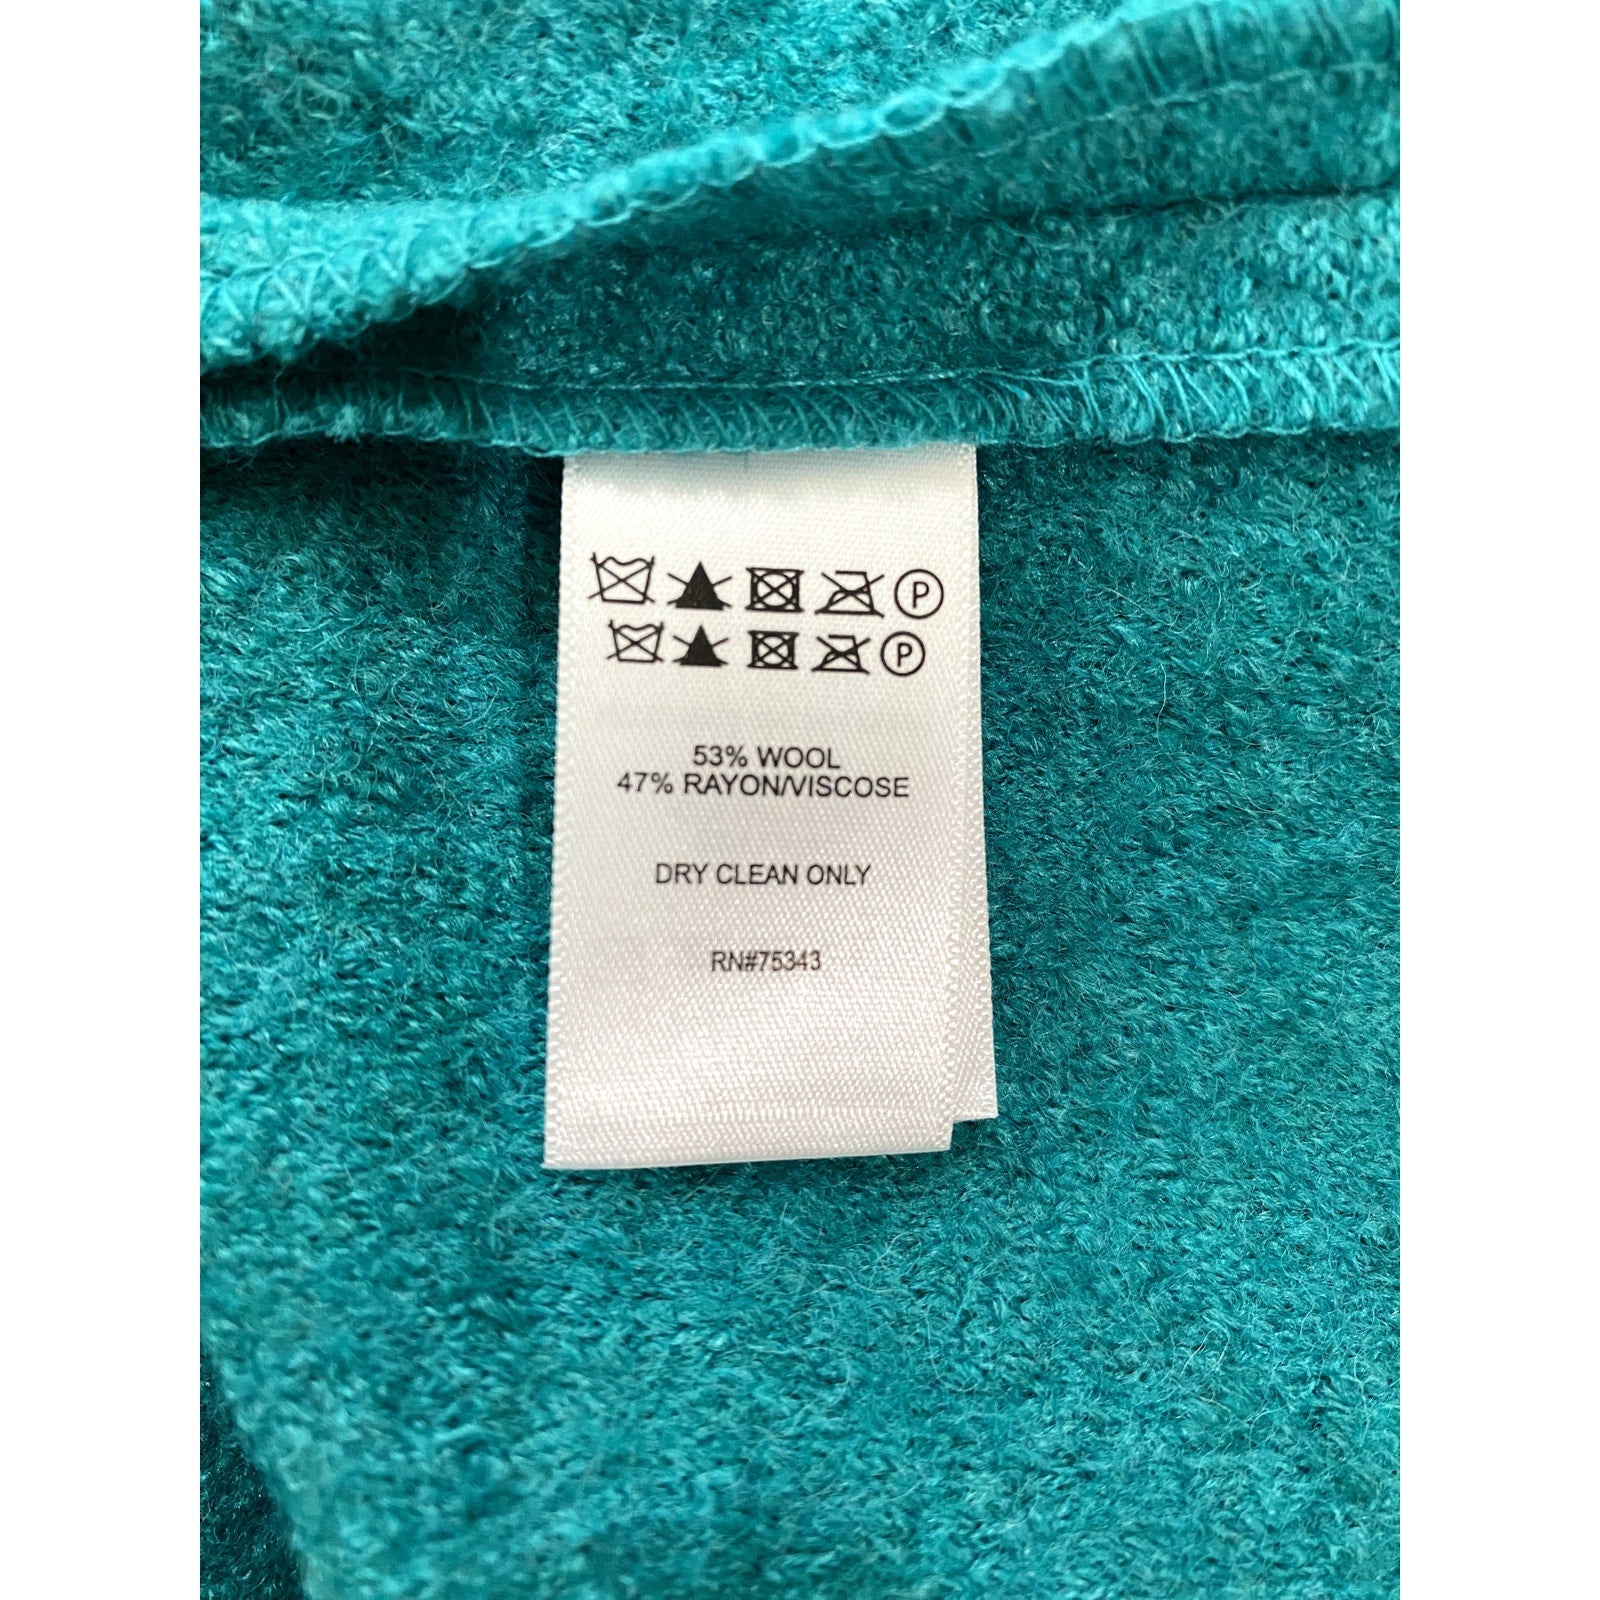 P
P
53% WOOL
47% RAYON/VISCOSE
DRY CLEAN ONLY
RN#75343